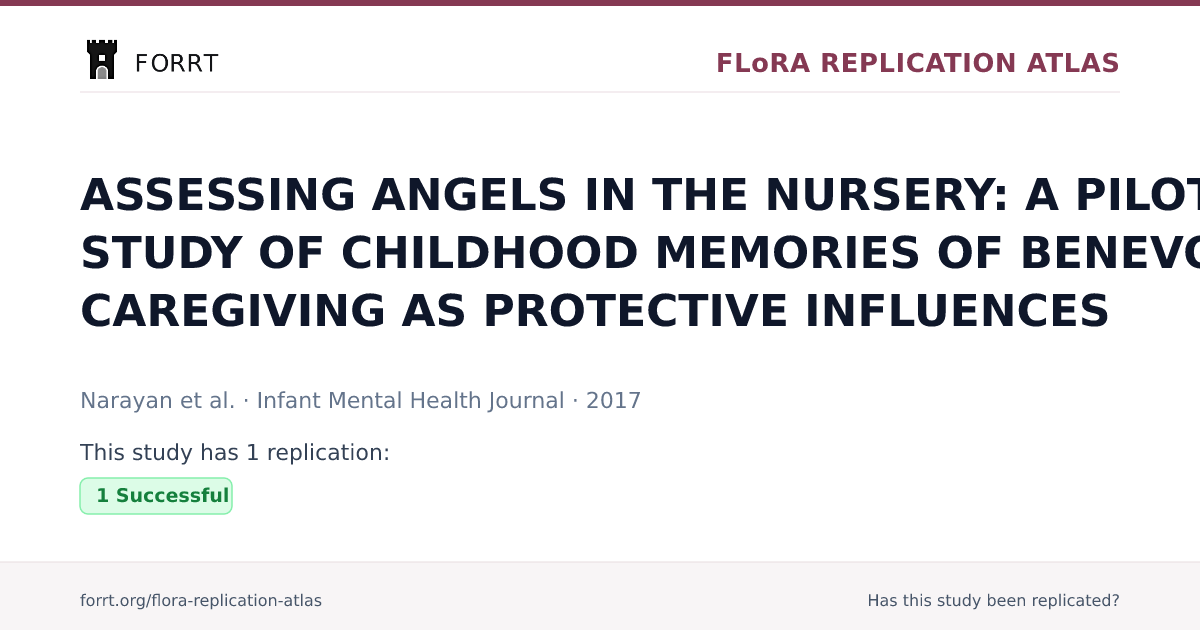 FORRT
FLoRA REPLICATION ATLAS
ASSESSING ANGELS IN THE NURSERY: A PILOT
STUDY OF CHILDHOOD MEMORIES OF BENEVO
CAREGIVING AS PROTECTIVE INFLUENCES
Narayan et al. · Infant Mental Health Journal · 2017
This study has 1 replication:
1 Successful
forrt.org/flora-replication-atlas
Has this study been replicated?